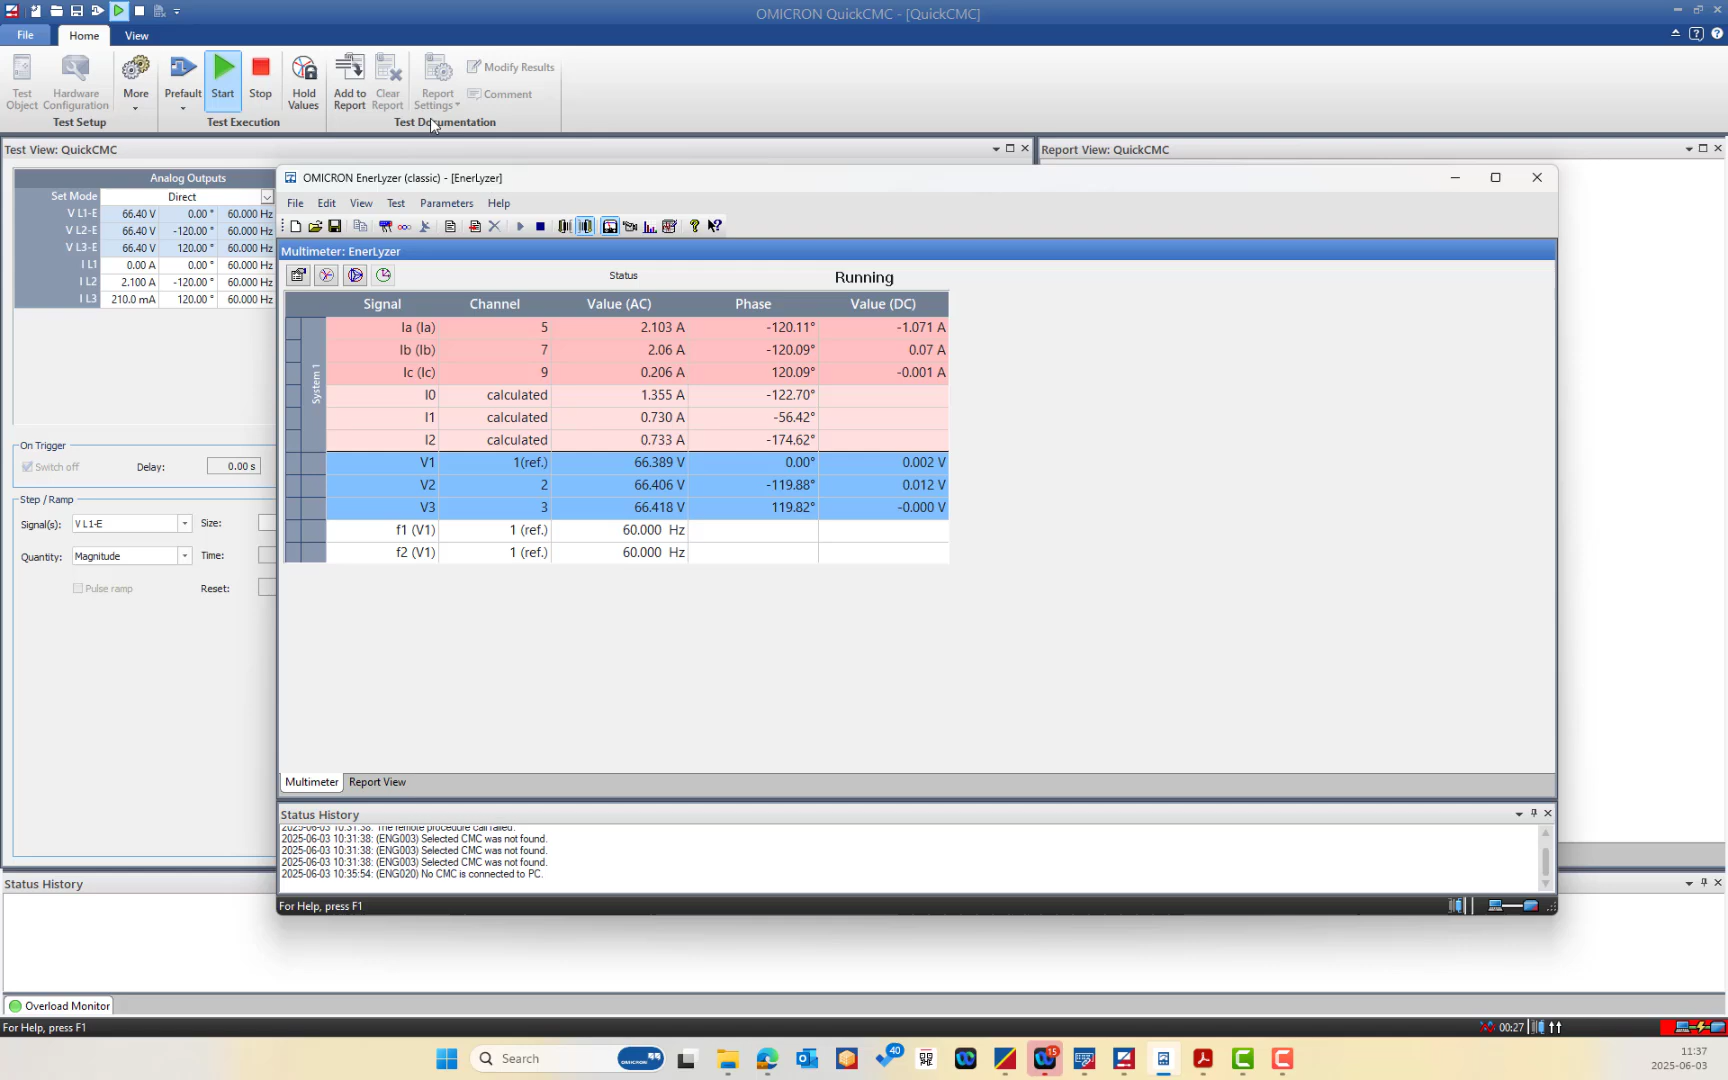 OMICRON QuickCMC - [QuickCMC]
File Home View
Test Object
Hardware Configuration
More
Prefault
Start
Stop
Hold Values
Add to Report
Clear Report
Report Settings
Modify Results
Comment
Test Setup Test Execution Test Documentation
Test View: QuickCMC
Report View: QuickCMC
Analog Outputs
Set Mode Direct
V L1-E 66.40 V 0.00 ° 60.000 Hz
V L2-E 66.40 V -120.00 ° 60.000 Hz
V L3-E 66.40 V 120.00 ° 60.000 Hz
I L1 0.00 A 0.00 ° 60.000 Hz
I L2 2.100 A -120.00 ° 60.000 Hz
I L3 210.0 mA 120.00 ° 60.000 Hz
On Trigger
Switch off Delay: 0.00 s
Step / Ramp
Signal(s): V L1-E Size:
Quantity: Magnitude Time:
Pulse ramp Reset:
OMICRON EnerLyzer (classic) - [EnerLyzer]
File Edit View Test Parameters Help
Multimeter: EnerLyzer
Status Running
Signal Channel Value (AC) Phase Value (DC)
System 1
Ia (Ia) 5 2.103 A -120.11° -1.071 A
Ib (Ib) 7 2.06 A -120.09° 0.07 A
Ic (Ic) 9 0.206 A 120.09° -0.001 A
I0 calculated 1.355 A -122.70°
I1 calculated 0.730 A -56.42°
I2 calculated 0.733 A -174.62°
V1 1(ref.) 66.389 V 0.00° 0.002 V
V2 2 66.406 V -119.88° 0.012 V
V3 3 66.418 V 119.82° -0.000 V
f1 (V1) 1 (ref.) 60.000 Hz
f2 (V1) 1 (ref.) 60.000 Hz
Multimeter Report View
Status History
2025-06-03 10:31:38: The remote procedure call failed.
2025-06-03 10:31:38: (ENG003) Selected CMC was not found.
2025-06-03 10:31:38: (ENG003) Selected CMC was not found.
2025-06-03 10:31:38: (ENG003) Selected CMC was not found.
2025-06-03 10:35:54: (ENG020) No CMC is connected to PC.
For Help, press F1
Status History
Overload Monitor
For Help, press F1
00:27
Search
OMICRON
40
15
11:37
2025-06-03